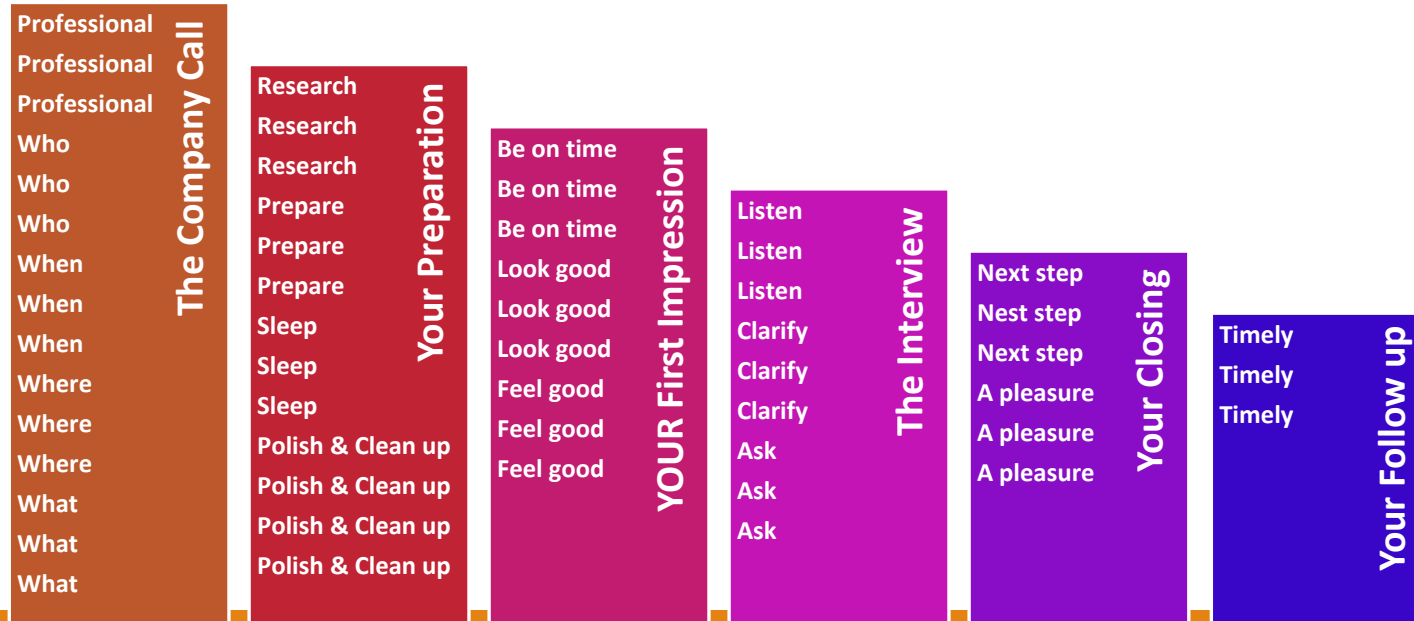 The Company Call
Professional
Professional
Professional
Who
Who
Who
When
When
When
Where
Where
Where
What
What
What
Your Preparation
Research
Research
Research
Prepare
Prepare
Prepare
Sleep
Sleep
Sleep
Polish & Clean up
Polish & Clean up
Polish & Clean up
Polish & Clean up
YOUR First Impression
Be on time
Be on time
Be on time
Look good
Look good
Look good
Feel good
Feel good
Feel good
The Interview
Listen
Listen
Listen
Clarify
Clarify
Clarify
Ask
Ask
Ask
Your Closing
Next step
Nest step
Next step
A pleasure
A pleasure
A pleasure
Your Follow up
Timely
Timely
Timely